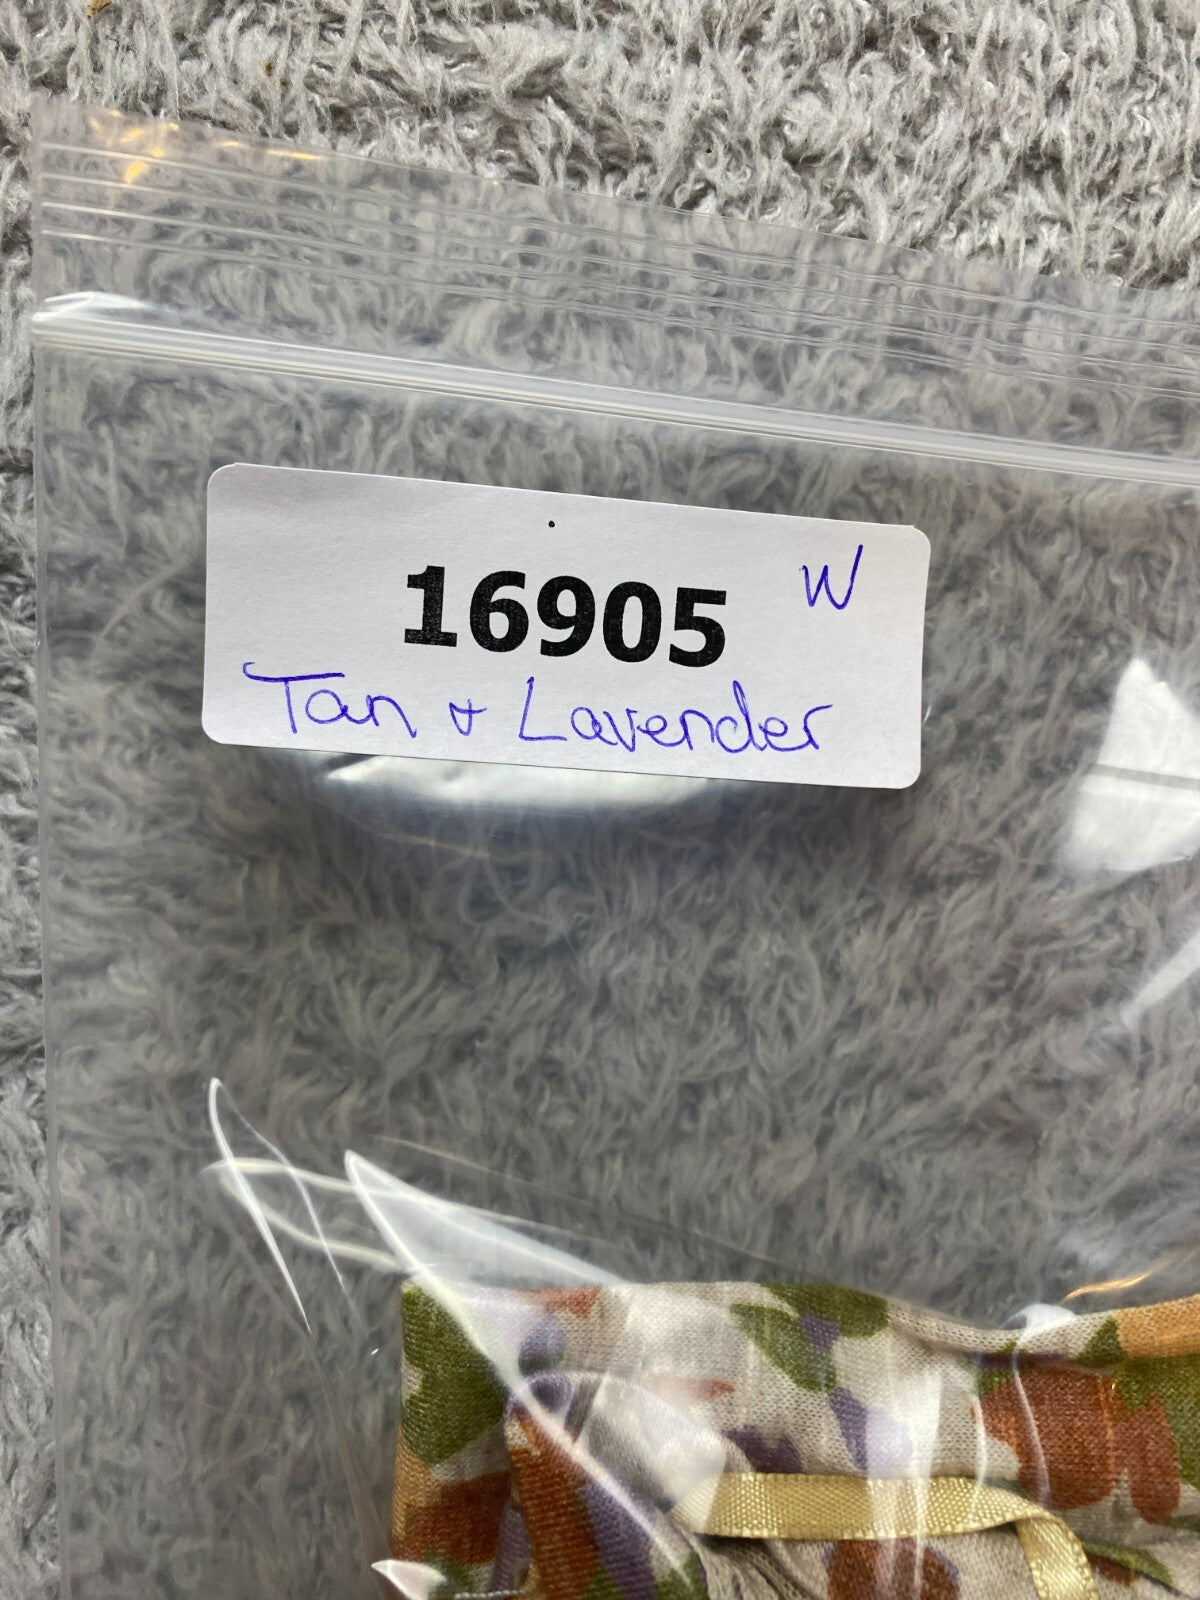 16905 W
Tan + Lavender